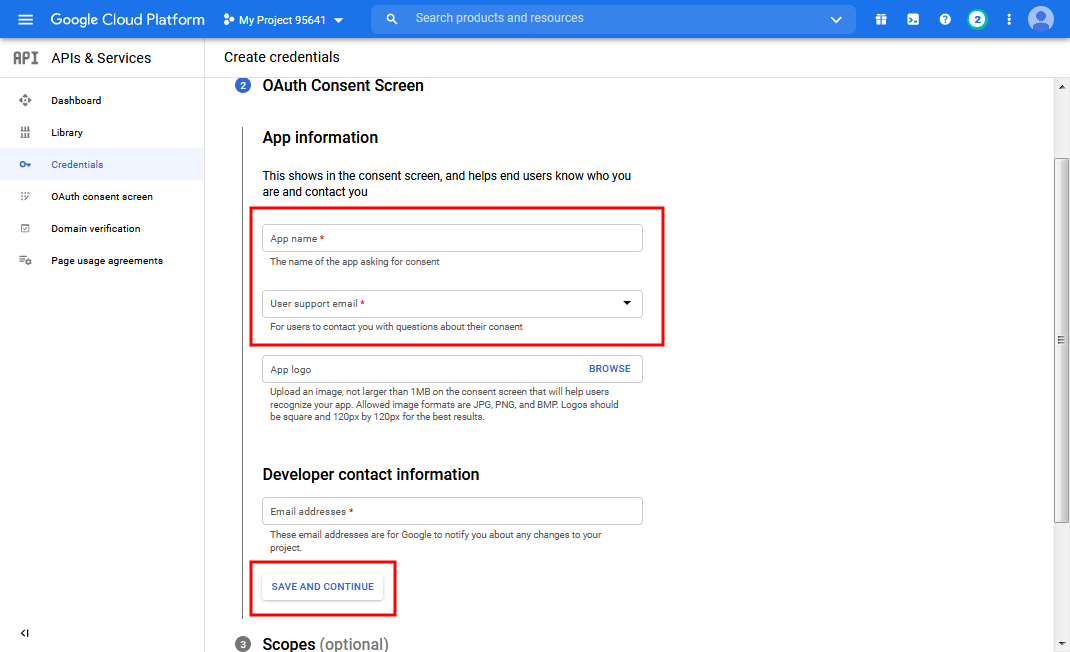 Google Cloud Platform
My Project 95641
Search products and resources
2
API
APIs & Services
Create credentials
Dashboard
Library
Credentials
OAuth consent screen
Domain verification
Page usage agreements
2 OAuth Consent Screen
App information
This shows in the consent screen, and helps end users know who you
are and contact you
App name *
The name of the app asking for consent
User support email *
For users to contact you with questions about their consent
App logo
BROWSE
Upload an image, not larger than 1MB on the consent screen that will help users
recognize your app. Allowed image formats are JPG, PNG, and BMP. Logos should
be square and 120px by 120px for the best results.
Developer contact information
Email addresses *
These email addresses are for Google to notify you about any changes to your
project.
SAVE AND CONTINUE
3 Scopes (optional)